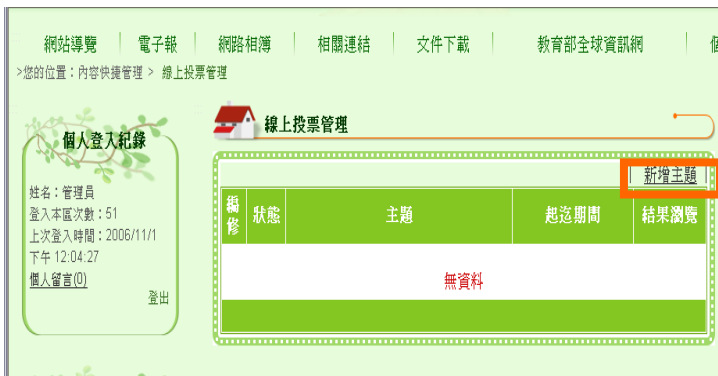 網站導覽 | 電子報 | 網路相簿 | 相關連結 | 文件下載 | 教育部全球資訊網 |
>您的位置：內容快捷管理 > 線上投票管理
個人登入紀錄
姓名：管理員
登入本區次數：51
上次登入時間：2006/11/1
下午 12:04:27
個人留言(0)
登出
線上投票管理
| 新增主題 |
編修 狀態 主題 起迄期間 結果瀏覽
無資料